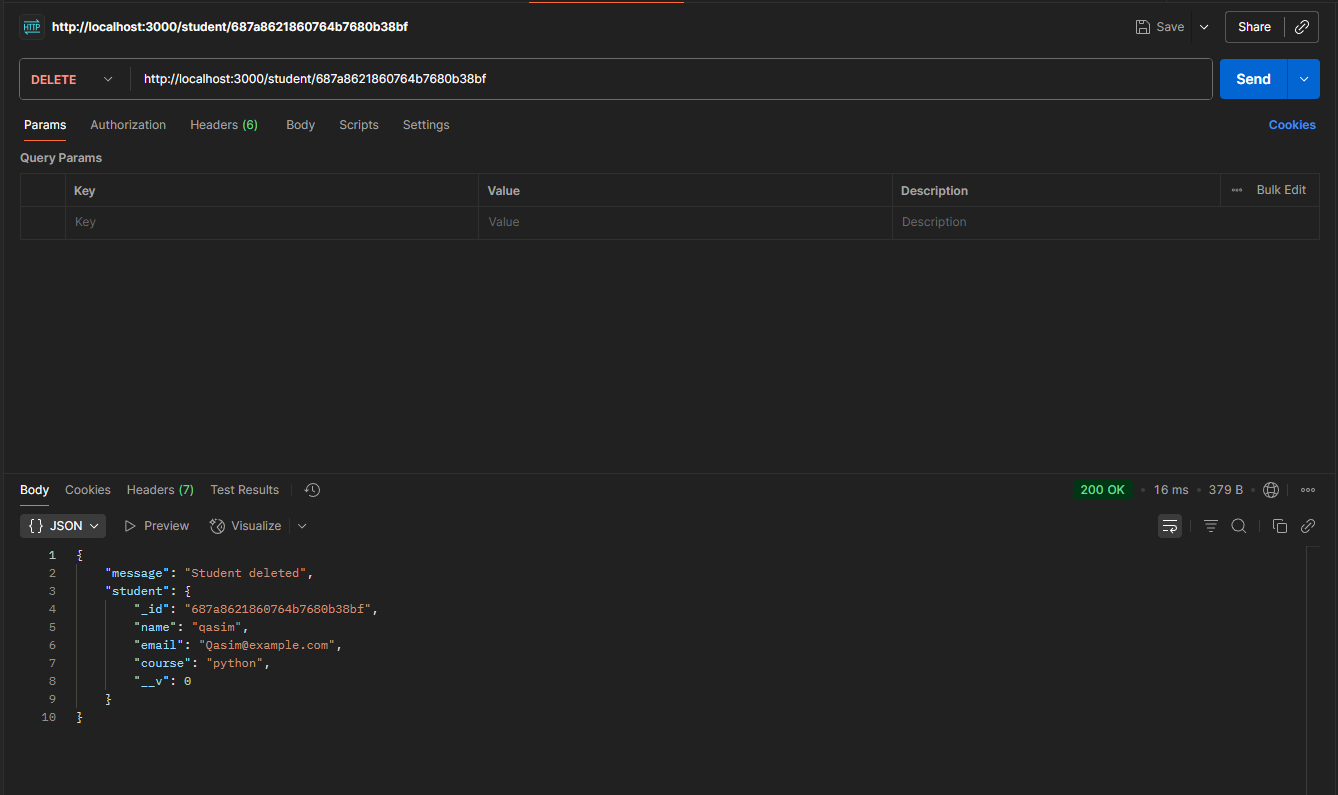 HTTP http://localhost:3000/student/687a8621860764b7680b38bf Save Share
DELETE http://localhost:3000/student/687a8621860764b7680b38bf Send
Params Authorization Headers (6) Body Scripts Settings Cookies
Query Params
Key Value Description Bulk Edit
Key Value Description
Body Cookies Headers (7) Test Results 200 OK • 16 ms • 379 B •
{} JSON Preview Visualize
1 {
2 "message": "Student deleted",
3 "student": {
4 "_id": "687a8621860764b7680b38bf",
5 "name": "qasim",
6 "email": "Qasim@example.com",
7 "course": "python",
8 "__v": 0
9 }
10 }